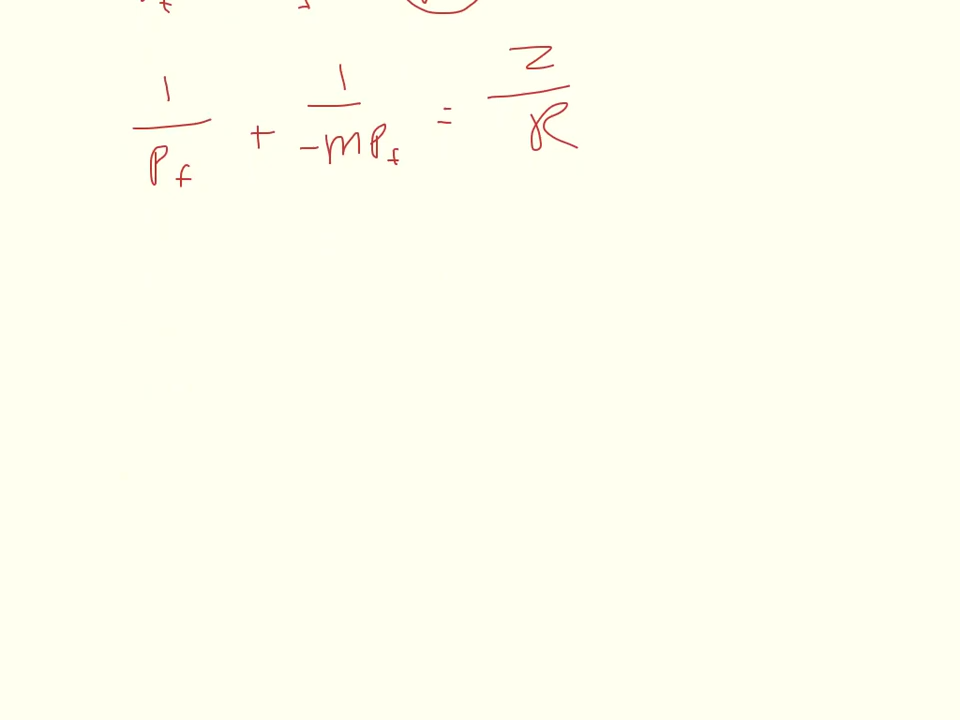 1/P_f + 1/-mP_f = 2/R